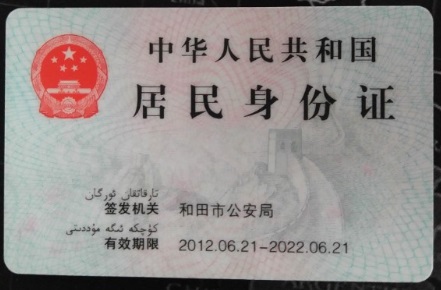 中华人民共和国
居民身份证
تارقاتقان ئورگان
签发机关 和田市公安局
كۈچكە ئىگە مۇددىتى
有效期限 2012.06.21-2022.06.21